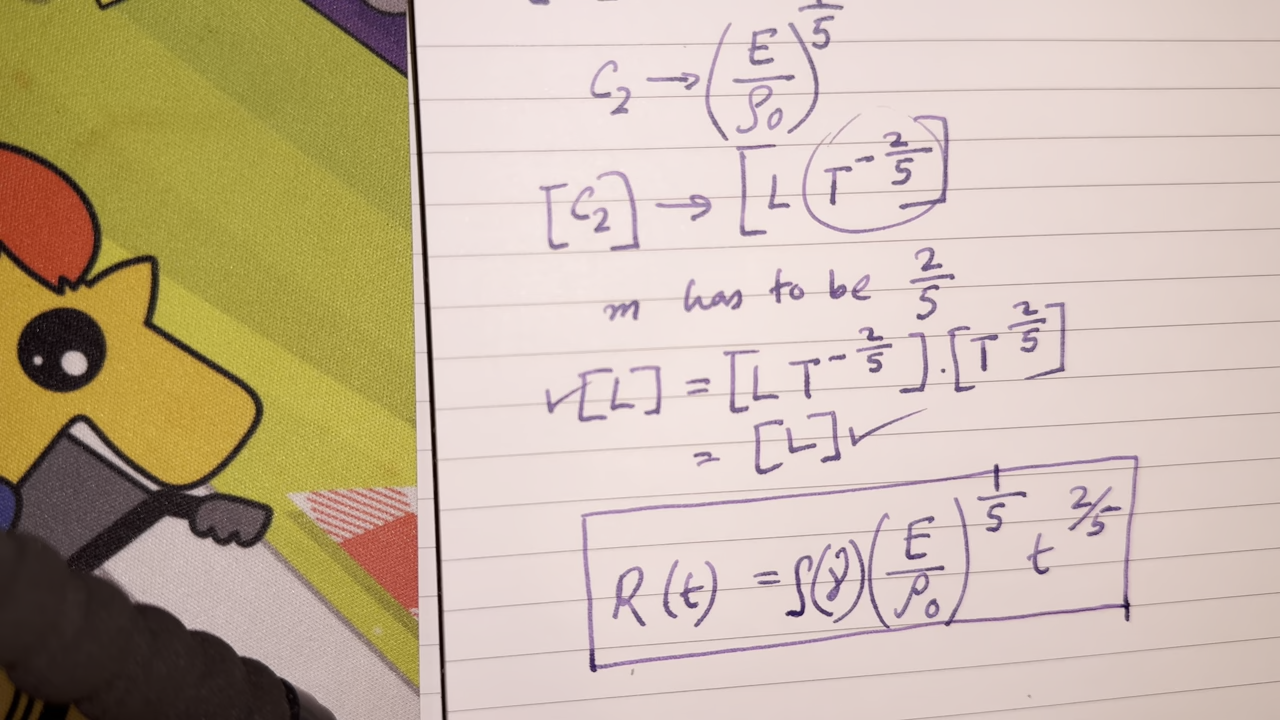 C₂ → (E/ρ₀)^(1/5)
[C₂] → [L T^(-2/5)]
m has to be 2/5
✓[L] = [L T^(-2/5)].[T^(2/5)]
= [L] ✓
R(t) = S(γ)(E/ρ₀)^(1/5) t^(2/5)